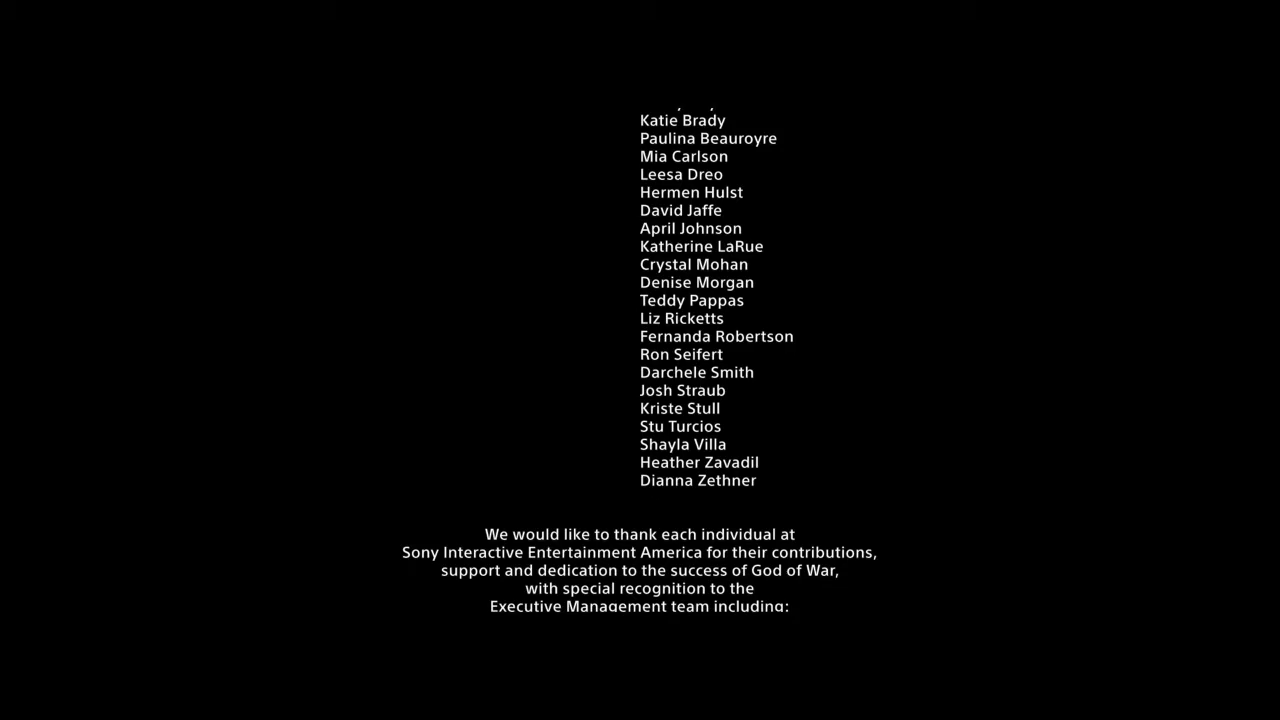 Katie Brady
Paulina Beauroyre
Mia Carlson
Leesa Dreo
Hermen Hulst
David Jaffe
April Johnson
Katherine LaRue
Crystal Mohan
Denise Morgan
Teddy Pappas
Liz Ricketts
Fernanda Robertson
Ron Seifert
Darchele Smith
Josh Straub
Kriste Stull
Stu Turcios
Shayla Villa
Heather Zavadil
Dianna Zethner
We would like to thank each individual at
Sony Interactive Entertainment America for their contributions,
support and dedication to the success of God of War,
with special recognition to the
Executive Management team including: